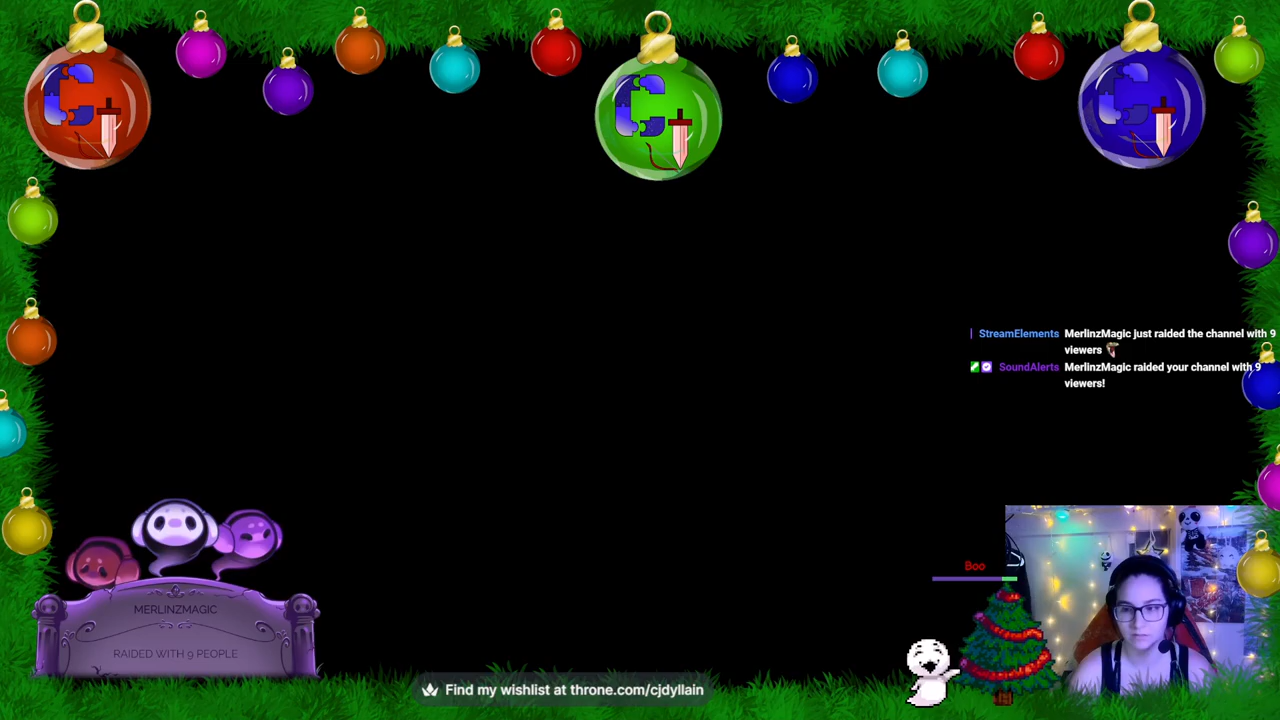 StreamElements MerlinzMagic just raided the channel with 9
viewers
SoundAlerts MerlinzMagic raided your channel with 9
viewers!
Boo
MERLINZMAGIC
RAIDED WITH 9 PEOPLE
Find my wishlist at throne.com/cjdyllain